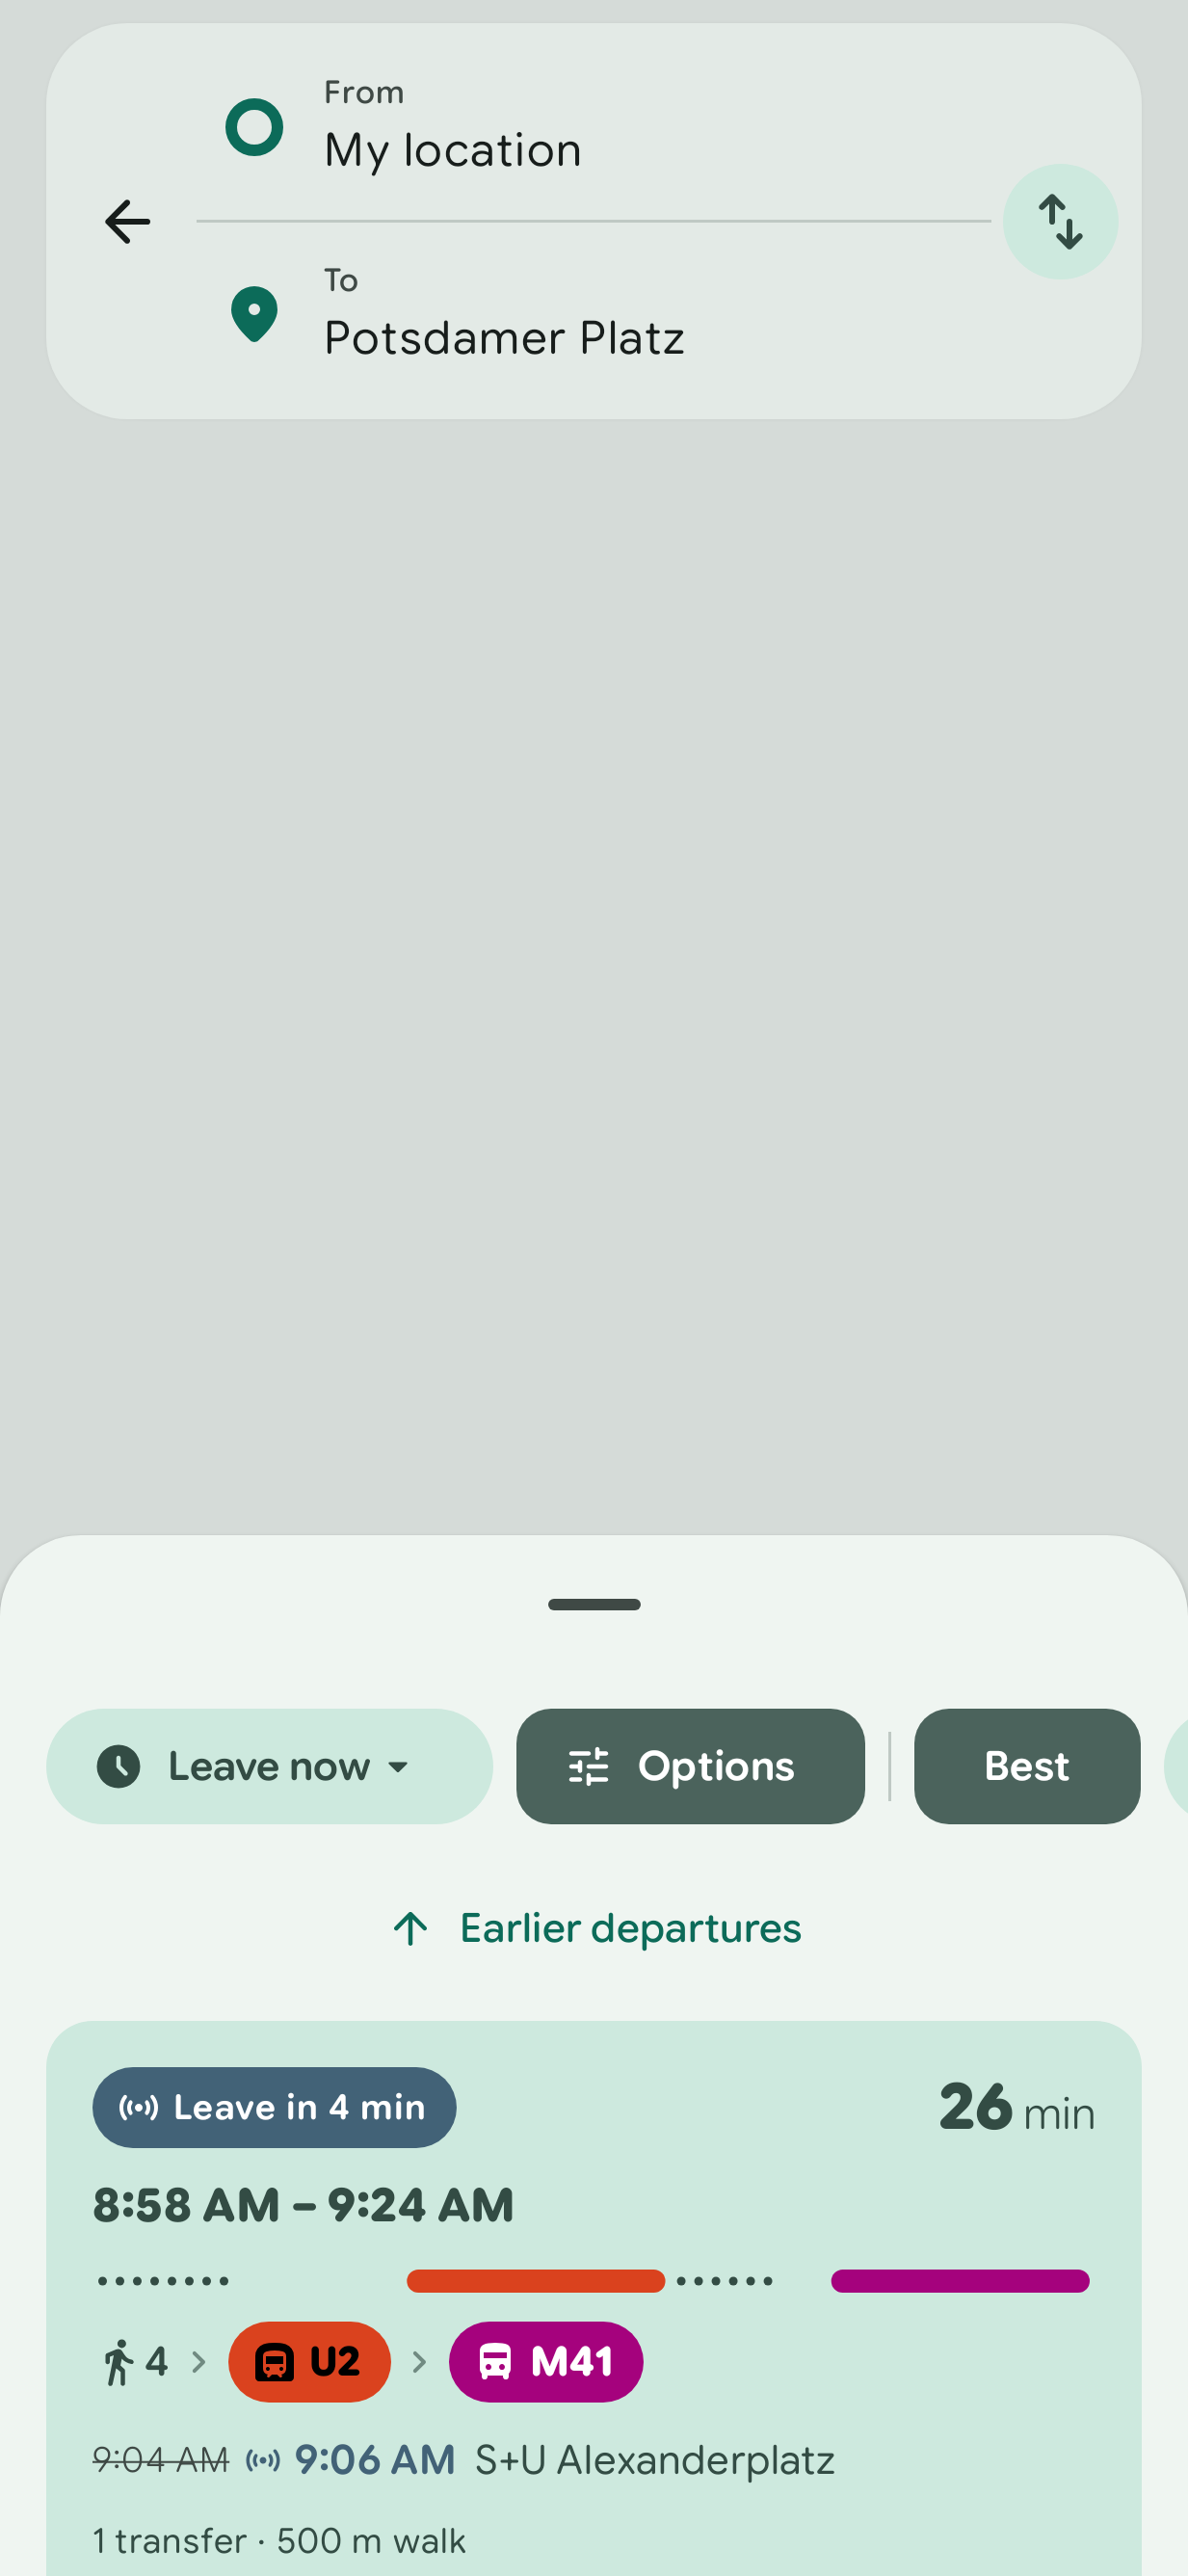 From
My location
To
Potsdamer Platz
Leave now
Options
Best
Earlier departures
Leave in 4 min
26 min
8:58 AM – 9:24 AM
4 U2 M41
9:04 AM 9:06 AM S+U Alexanderplatz
1 transfer · 500 m walk